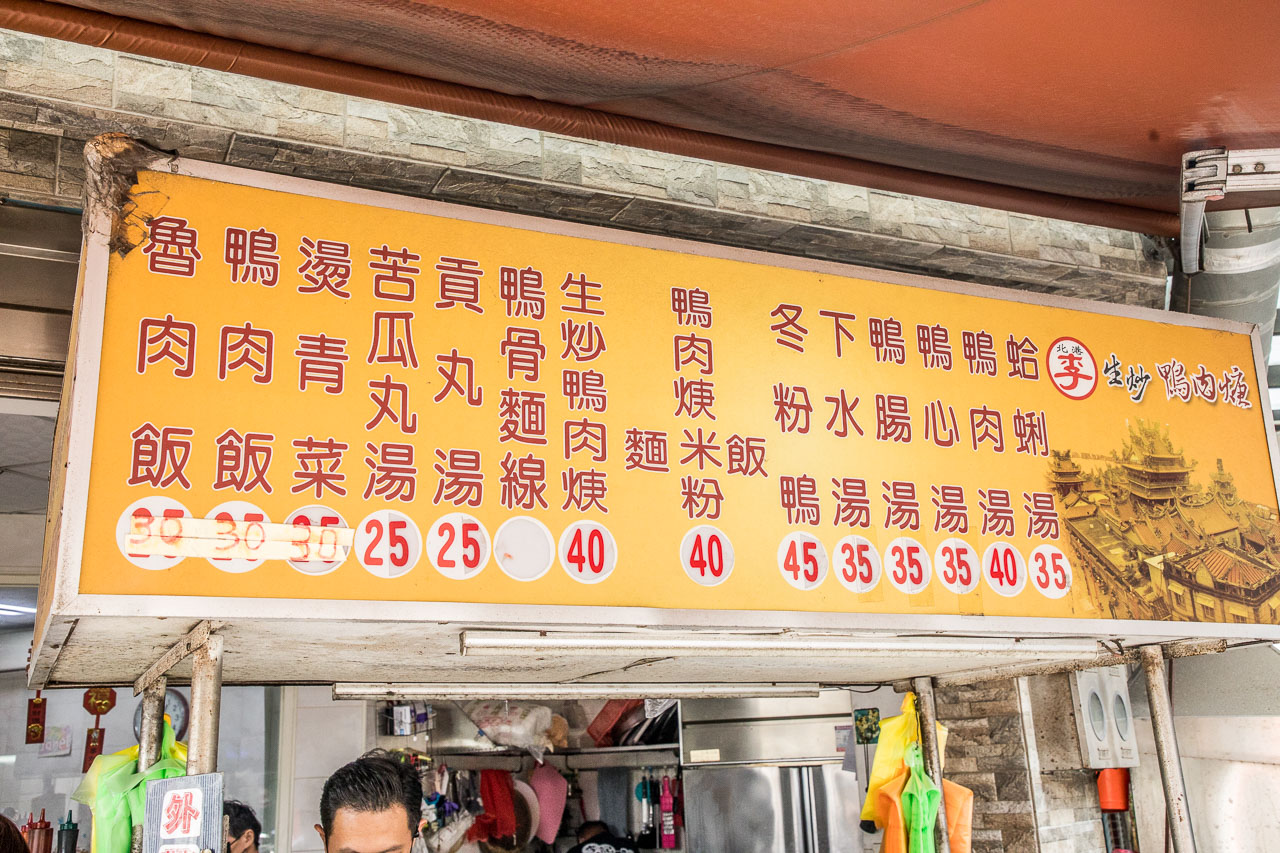 北港
李
生炒鴨肉焿
蛤蜊湯 35
鴨肉湯 40
鴨心湯 35
鴨腸湯 35
下水湯 35
冬粉鴨 45
鴨肉焿 飯 米粉 麵 40
生炒鴨肉焿 40
鴨骨麵線
貢丸湯 25
苦瓜丸湯 25
燙青菜 30
鴨肉飯 30
魯肉飯 30
外